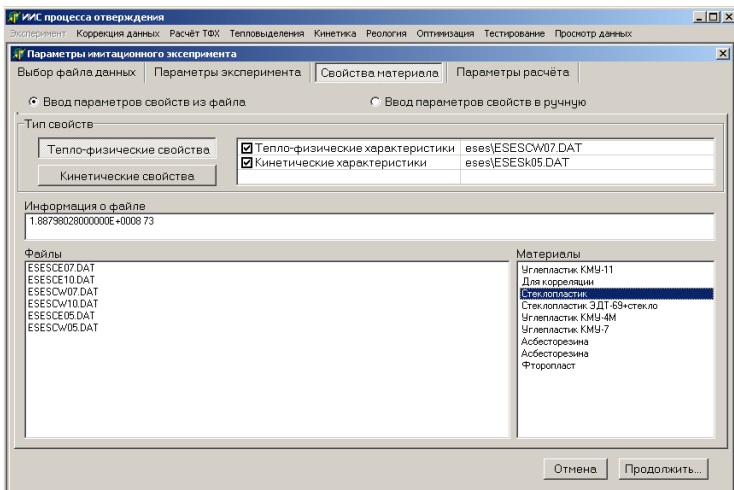 ИИС процесса отверждения
Эксперимент Коррекция данных Расчёт ТФХ Тепловыделения Кинетика Реология Оптимизация Тестирование Просмотр данных
Параметры имитационного эксперимента
Выбор файла данных Параметры эксперимента Свойства материала Параметры расчёта
Ввод параметров свойств из файла Ввод параметров свойств в ручную
Тип свойств
Тепло-физические свойства Тепло-физические характеристики eses\ESESCW07.DAT
Кинетические свойства Кинетические характеристики eses\ESESk05.DAT
Информация о файле
1.88798028000000E+0008 73
Файлы Материалы
ESESCE07.DAT Углепластик КМУ-11
ESESCE10.DAT Для корреляции
ESESCW07.DAT Стеклопластик
ESESCW10.DAT Стеклопластик ЭДТ-69+стекло
ESESCE05.DAT Углепластик КМУ-4М
ESESCW05.DAT Углепластик КМУ-7
Асбесторезина
Асбесторезина
Фторопласт
Отмена Продолжить...